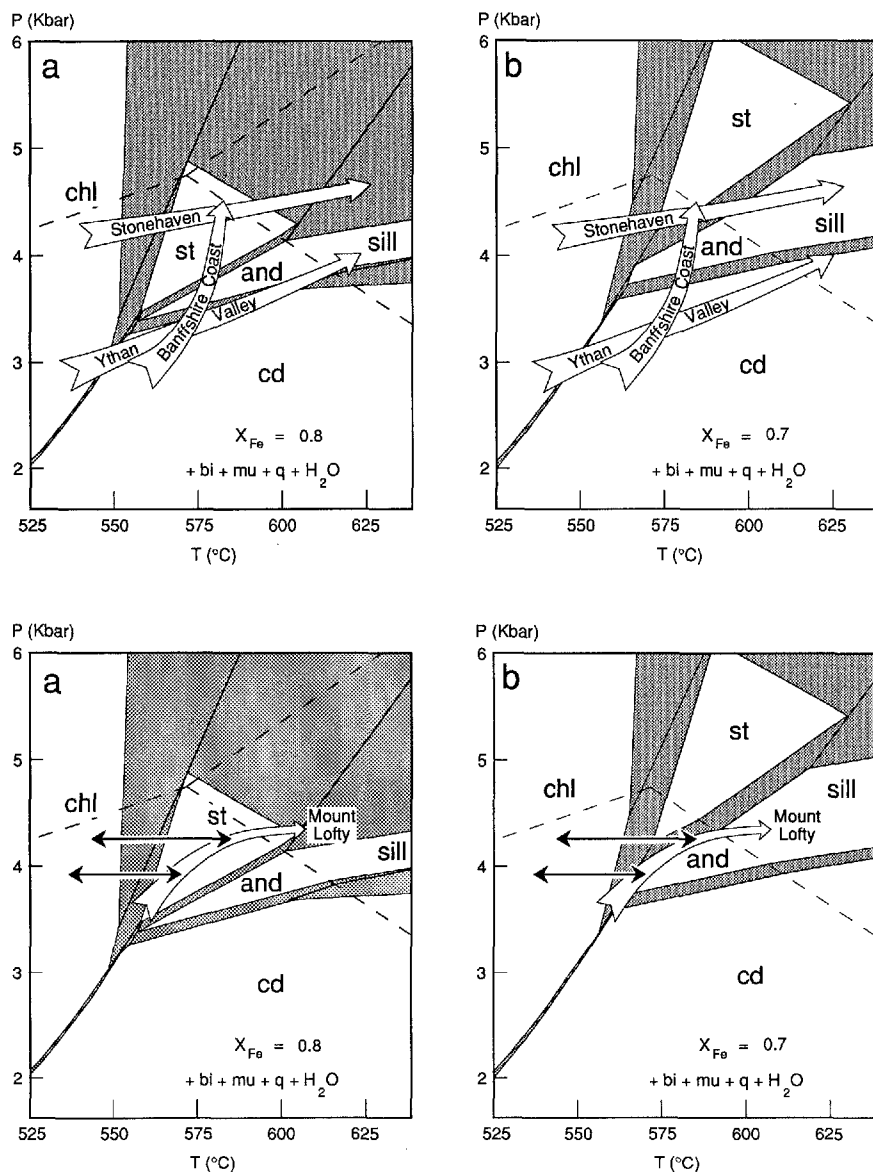 P (Kbar)
6
a
5
chl
Stonehaven
4
st
and
sill
Ythan
Banffshire Coast
Valley
3
cd
2
X_Fe = 0.8
+ bi + mu + q + H₂O
525 550 575 600 625
T (°C)
P (Kbar)
6
b
st
5
chl
Stonehaven
4
and
sill
Ythan
Banffshire Coast
Valley
3
cd
2
X_Fe = 0.7
+ bi + mu + q + H₂O
525 550 575 600 625
T (°C)
P (Kbar)
6
a
5
chl
st
Mount
Lofty
4
and
sill
3
cd
2
X_Fe = 0.8
+ bi + mu + q + H₂O
525 550 575 600 625
T (°C)
P (Kbar)
6
b
st
5
chl
sill
Mount
Lofty
4
and
3
cd
2
X_Fe = 0.7
+ bi + mu + q + H₂O
525 550 575 600 625
T (°C)